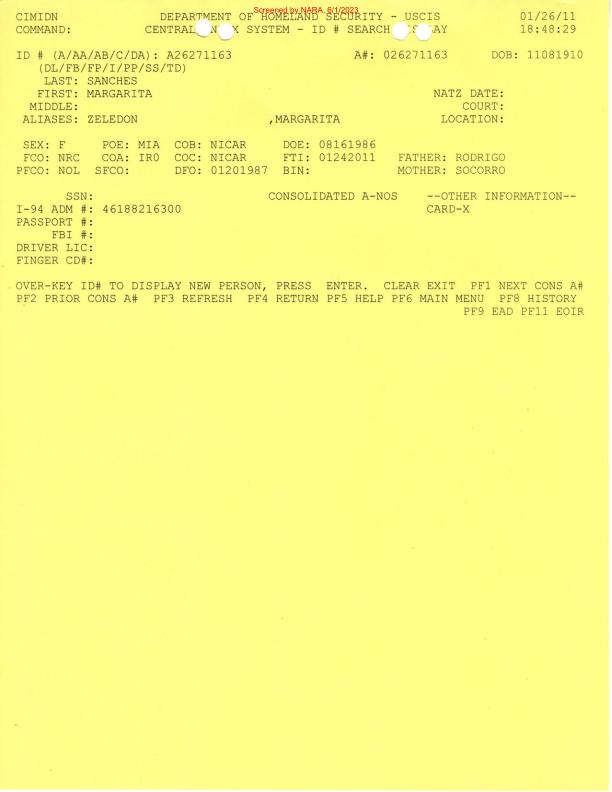 Screened by NARA, 6/1/2023
CIMIDN DEPARTMENT OF HOMELAND SECURITY - USCIS 01/26/11
COMMAND: CENTRAL X SYSTEM - ID # SEARCH AY 18:48:29
ID # (A/AA/AB/C/DA): A26271163 A#: 026271163 DOB: 11081910
(DL/FB/FP/I/PP/SS/TD)
LAST: SANCHES
FIRST: MARGARITA NATZ DATE:
MIDDLE: COURT:
ALIASES: ZELEDON ,MARGARITA LOCATION:
SEX: F POE: MIA COB: NICAR DOE: 08161986
FCO: NRC COA: IR0 COC: NICAR FTI: 01242011 FATHER: RODRIGO
PFCO: NOL SFCO: DFO: 01201987 BIN: MOTHER: SOCORRO
SSN: CONSOLIDATED A-NOS --OTHER INFORMATION--
I-94 ADM #: 46188216300 CARD-X
PASSPORT #:
FBI #:
DRIVER LIC:
FINGER CD#:
OVER-KEY ID# TO DISPLAY NEW PERSON, PRESS ENTER. CLEAR EXIT PF1 NEXT CONS A#
PF2 PRIOR CONS A# PF3 REFRESH PF4 RETURN PF5 HELP PF6 MAIN MENU PF8 HISTORY
PF9 EAD PF11 EOIR